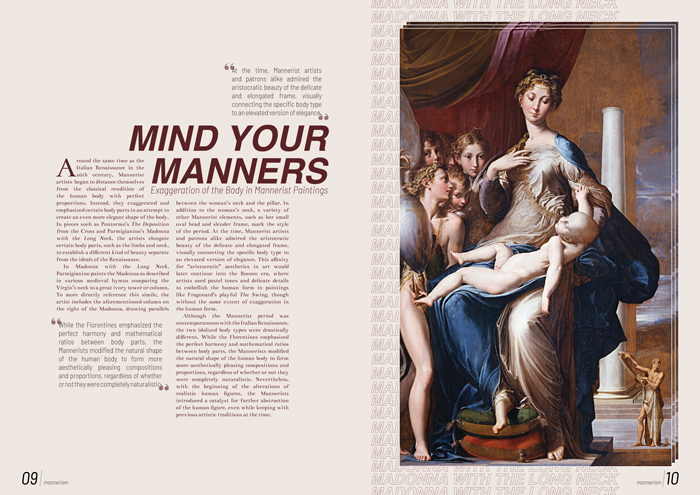 At the time, Mannerist artists
and patrons alike admired the
aristocratic beauty of the delicate
and elongated frame, visually
connecting the specific body type
to an elevated version of elegance.
MIND YOUR
MANNERS
Exaggeration of the Body in Mannerist Paintings
Around the same time as the
Italian Renaissance in the
16th century, Mannerist
artists began to distance themselves
from the classical rendition of
the human body with perfect
proportions. Instead, they exaggerated and
emphasized certain body parts in an attempt to
create an even more elegant shape of the body.
In pieces such as Pontormo's The Deposition
from the Cross and Parmigianino's Madonna
with the Long Neck, the artists elongate
certain body parts, such as the limbs and neck,
to establish a different kind of beauty separate
from the ideals of the Renaissance.
In Madonna with the Long Neck,
Parmigianino paints the Madonna as described
in various medieval hymns comparing the
Virgin's neck to a great ivory tower or column.
To more directly reference this simile, the
artist includes the aforementioned column on
the right of the Madonna, drawing parallels
While the Florentines emphasized the
perfect harmony and mathematical
ratios between body parts, the
Mannerists modified the natural shape
of the human body to form more
aesthetically pleasing compositions
and proportions, regardless of whether
or not they were completely naturalistic.
between the woman's neck and the pillar. In
addition to the woman's neck, a variety of
other Mannerist elements, such as her small
oval head and slender frame, mark the style
of the period. At the time, Mannerist artists
and patrons alike admired the aristocratic
beauty of the delicate and elongated frame,
visually connecting the specific body type to
an elevated version of elegance. This affinity
for "aristocratic" aesthetics in art would
later continue into the Rococo era, where
artists used pastel tones and delicate details
to embellish the human form in paintings
like Fragonard's playful The Swing, though
without the same extent of exaggeration in
the human form.
Although the Mannerist period was
contemporaneous with the Italian Renaissance,
the two idolized body types were drastically
different. While the Florentines emphasized
the perfect harmony and mathematical ratios
between body parts, the Mannerists modified
the natural shape of the human body to form
more aesthetically pleasing compositions and
proportions, regardless of whether or not they
were completely naturalistic. Nevertheless,
with the beginning of the alterations of
realistic human figures, the Mannerists
introduced a catalyst for further abstraction
of the human figure, even while keeping with
previous artistic traditions at the time.
09 mannerism
MADONNA WITH THE LONG NECK
MADONNA WITH THE LONG NECK
MADONNA WITH THE LONG NECK
MADONNA WITH THE LONG NECK
MADONNA WITH THE LONG NECK
mannerism 10